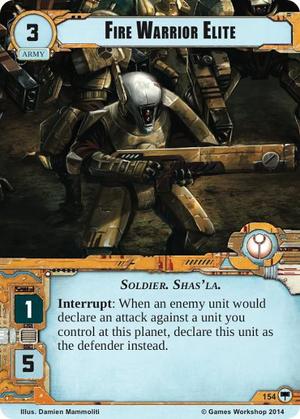 3
ARMY
FIRE WARRIOR ELITE
SOLDIER. SHAS'LA.
Interrupt: When an enemy unit would
declare an attack against a unit you
control at this planet, declare this unit as
the defender instead.
1
5
154
Illus. Damien Mammoliti
© Games Workshop 2014